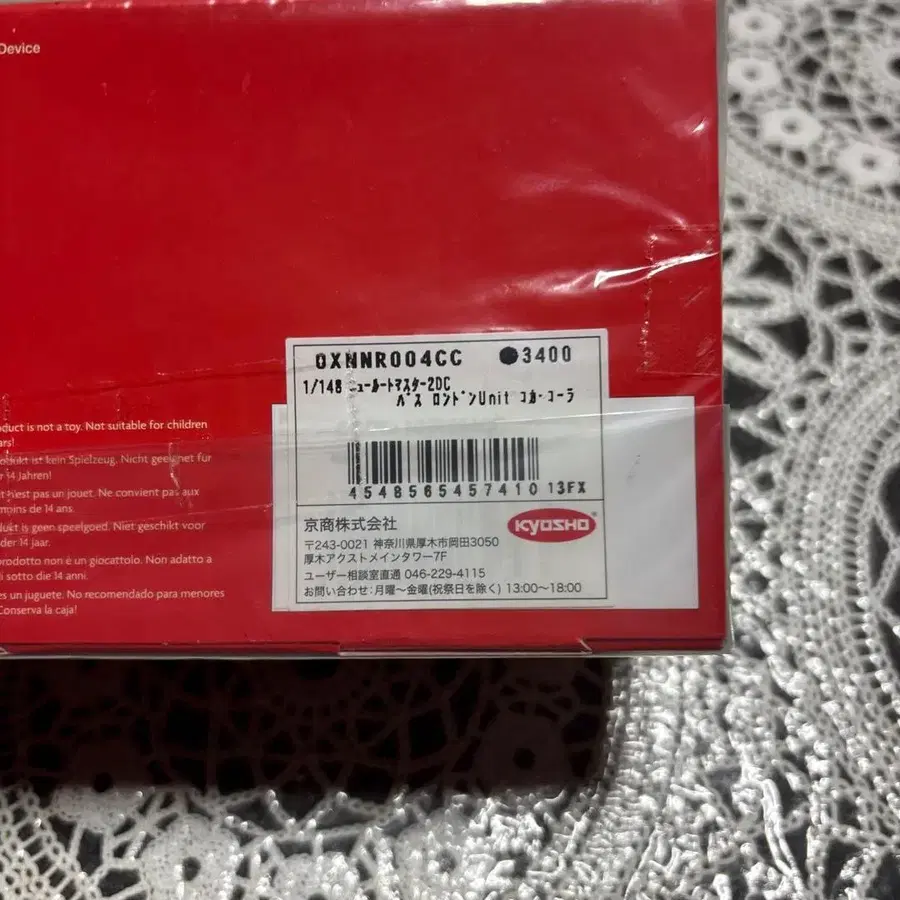 Device
OXNNR004CC ●3400
1/148 ニュールートマスター2DC
バス ロンドンUnit コカ・コーラ
4548565457410 13FX
京商株式会社
KYOSHO
〒243-0021 神奈川県厚木市岡田3050
厚木アクストメインタワー7F
ユーザー相談室直通 046-229-4115
お問い合わせ:月曜〜金曜(祝祭日を除く) 13:00〜18:00
is not a toy. Not suitable for children
ist kein Spielzeug. Nicht geeignet für
14 Jahren!
n'est pas un jouet. Ne convient pas aux
moins de 14 ans.
is geen speelgoed. Niet geschikt voor
14 jaar.
prodotto non è un giocattolo. Non adatto a
i sotto die 14 anni.
es un juguete. No recomendado para menores
Conserva la caja!